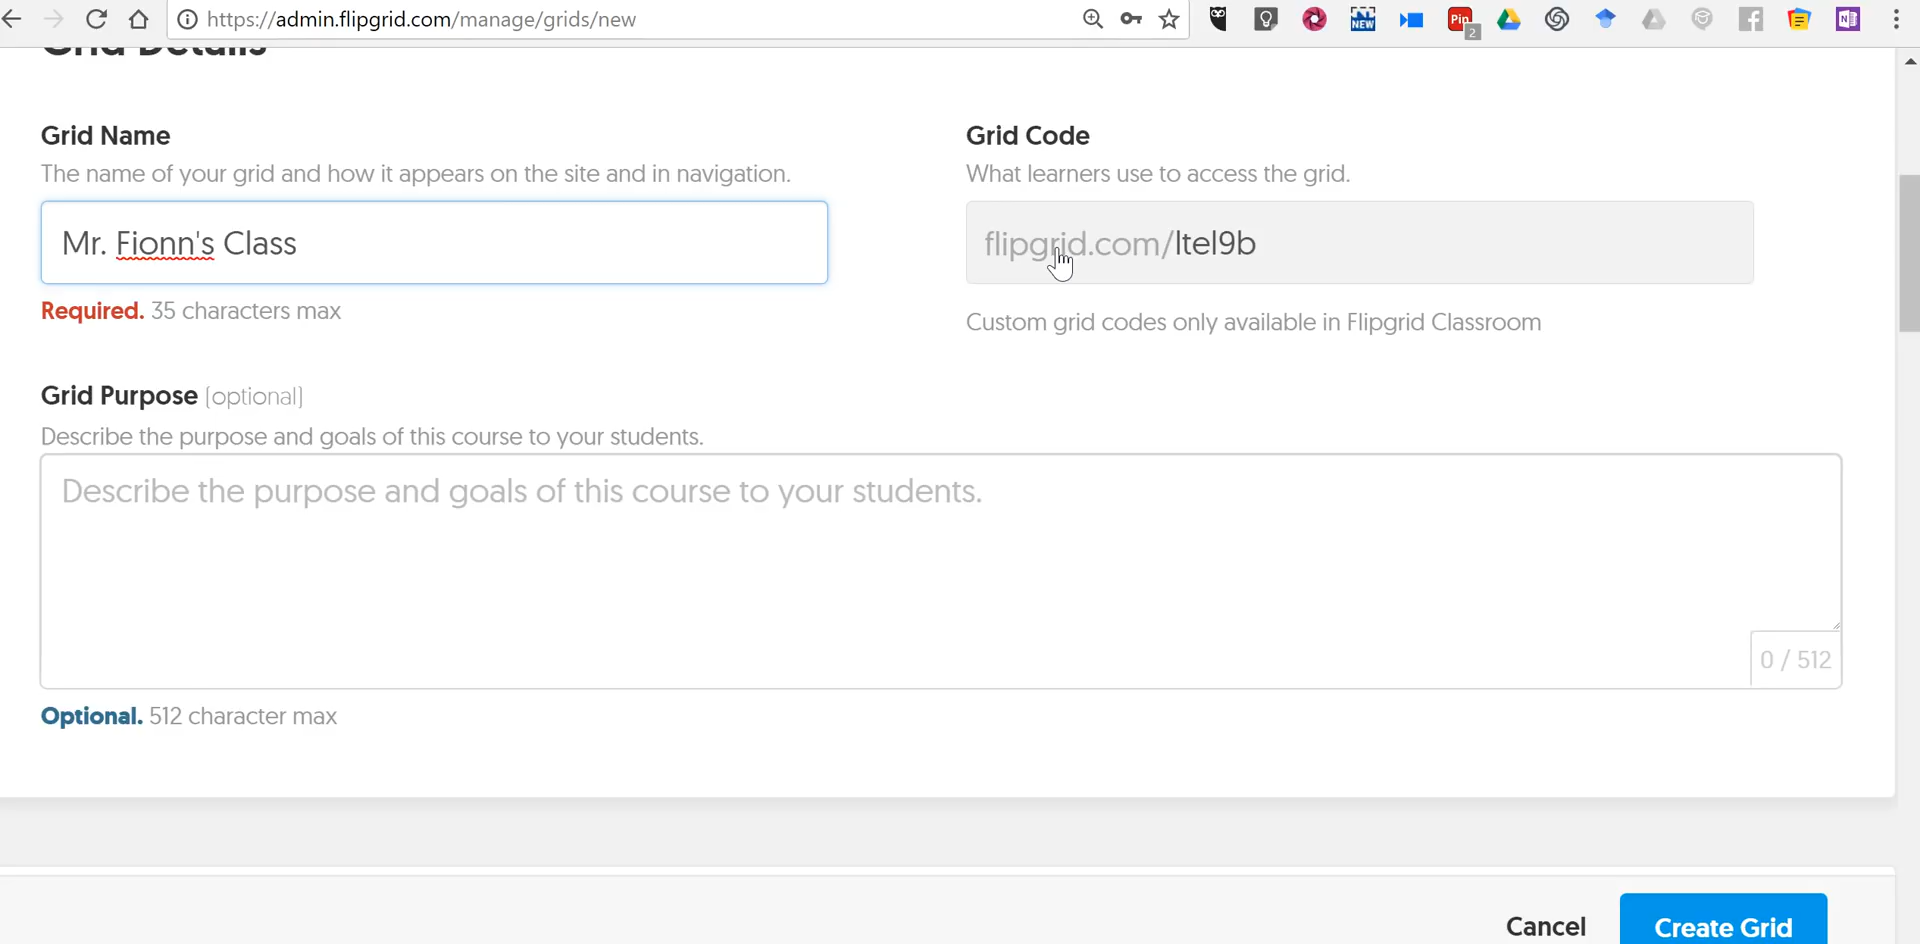 https://admin.flipgrid.com/manage/grids/new
NEW
Pin
2
Grid Details
Grid Name
The name of your grid and how it appears on the site and in navigation.
Mr. Fionn's Class
Required. 35 characters max
Grid Code
What learners use to access the grid.
flipgrid.com/ltel9b
Custom grid codes only available in Flipgrid Classroom
Grid Purpose (optional)
Describe the purpose and goals of this course to your students.
Describe the purpose and goals of this course to your students.
0 / 512
Optional. 512 character max
Cancel
Create Grid